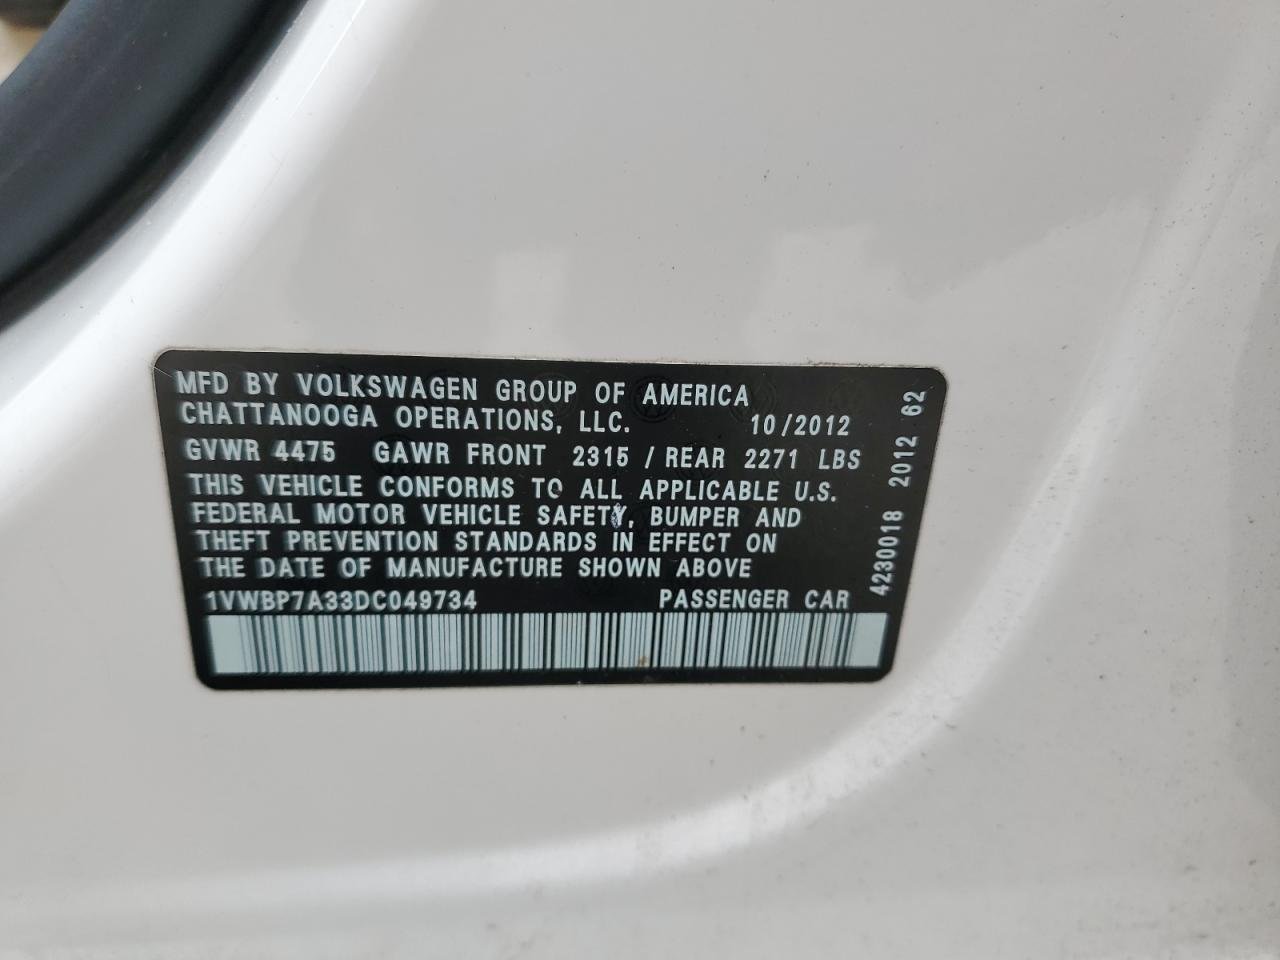 MFD BY VOLKSWAGEN GROUP OF AMERICA
CHATTANOOGA OPERATIONS, LLC. 10/2012
GVWR 4475 GAWR FRONT 2315 / REAR 2271 LBS
THIS VEHICLE CONFORMS TO ALL APPLICABLE U.S.
FEDERAL MOTOR VEHICLE SAFETY, BUMPER AND
THEFT PREVENTION STANDARDS IN EFFECT ON
THE DATE OF MANUFACTURE SHOWN ABOVE
1VWBP7A33DC049734 PASSENGER CAR
4230018 2012 62